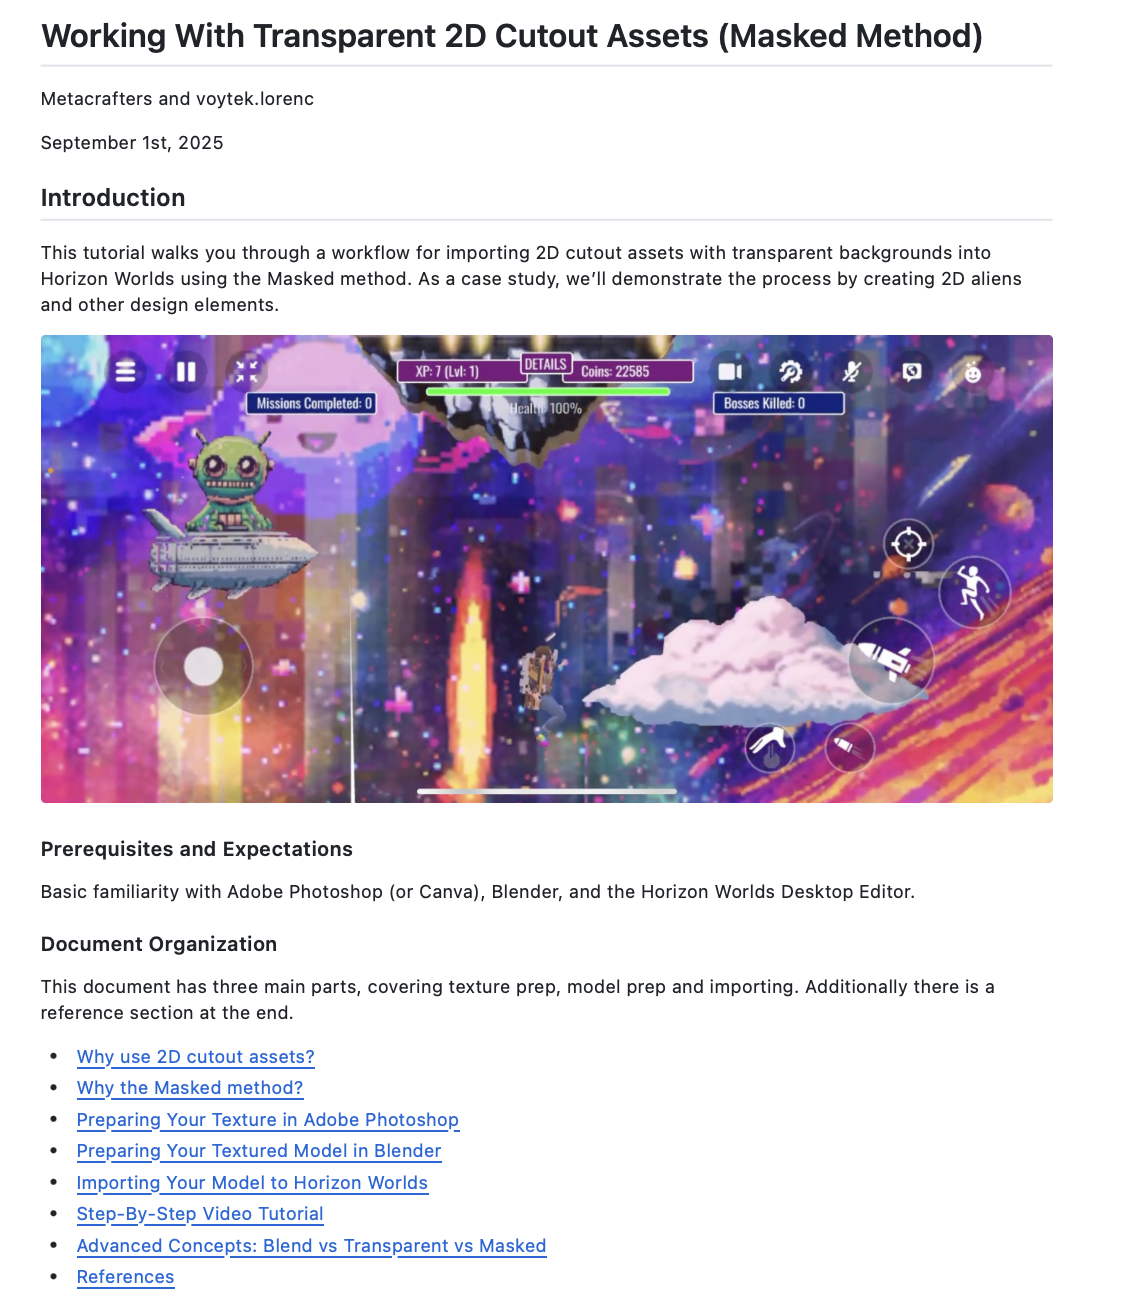 Working With Transparent 2D Cutout Assets (Masked Method)
Metacrafters and voytek.lorenc
September 1st, 2025
Introduction
This tutorial walks you through a workflow for importing 2D cutout assets with transparent backgrounds into
Horizon Worlds using the Masked method. As a case study, we’ll demonstrate the process by creating 2D aliens
and other design elements.
XP: 7 (Lvl: 1)
DETAILS
Coins: 22585
Missions Completed: 0
Health: 100%
Bosses Killed: 0
Prerequisites and Expectations
Basic familiarity with Adobe Photoshop (or Canva), Blender, and the Horizon Worlds Desktop Editor.
Document Organization
This document has three main parts, covering texture prep, model prep and importing. Additionally there is a
reference section at the end.
• Why use 2D cutout assets?
• Why the Masked method?
• Preparing Your Texture in Adobe Photoshop
• Preparing Your Textured Model in Blender
• Importing Your Model to Horizon Worlds
• Step-By-Step Video Tutorial
• Advanced Concepts: Blend vs Transparent vs Masked
• References